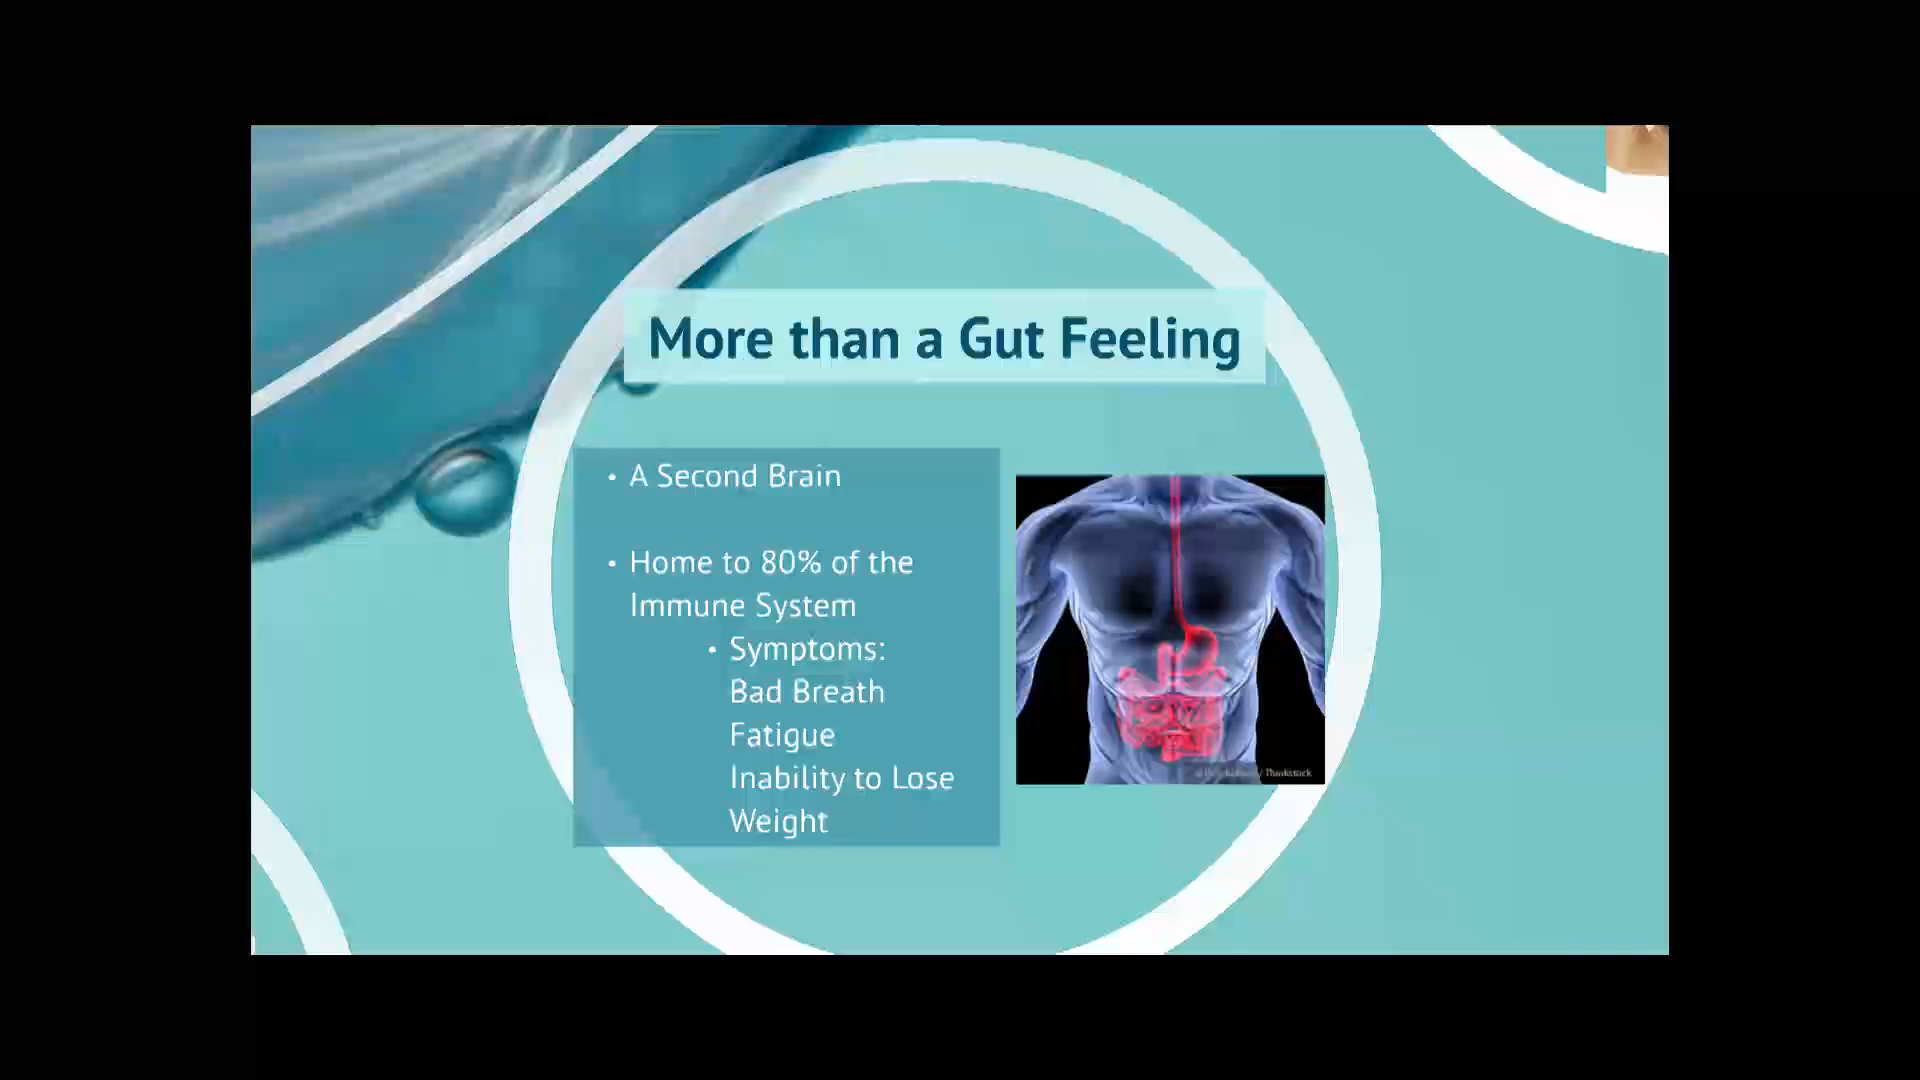 More than a Gut Feeling
• A Second Brain
• Home to 80% of the
Immune System
• Symptoms:
Bad Breath
Fatigue
Inability to Lose
Weight
/ Thinkstock